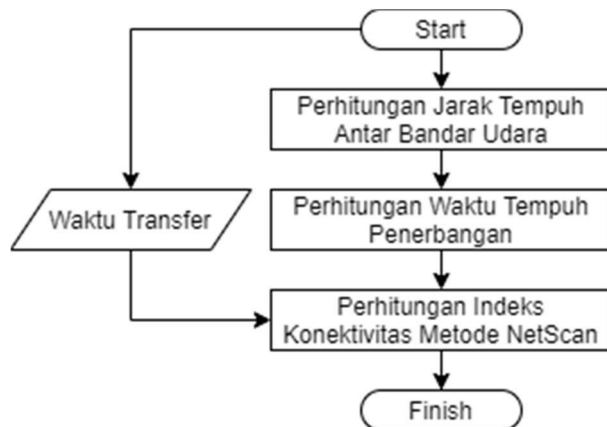 Start
Perhitungan Jarak Tempuh
Antar Bandar Udara
Waktu Transfer
Perhitungan Waktu Tempuh
Penerbangan
Perhitungan Indeks
Konektivitas Metode NetScan
Finish